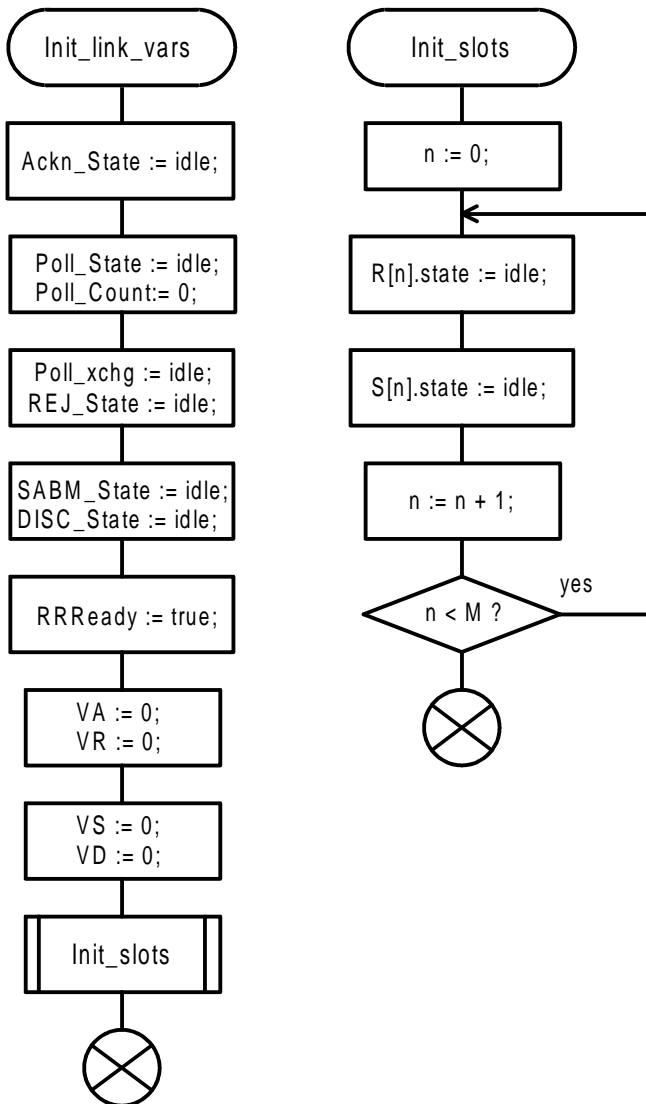 Init_link_vars
Ackn_State := idle;
Poll_State := idle;
Poll_Count:= 0;
Poll_xchg := idle;
REJ_State := idle;
SABM_State := idle;
DISC_State := idle;
RRReady := true;
VA := 0;
VR := 0;
VS := 0;
VD := 0;
Init_slots
Init_slots
n := 0;
R[n].state := idle;
S[n].state := idle;
n := n + 1;
n < M ?
yes